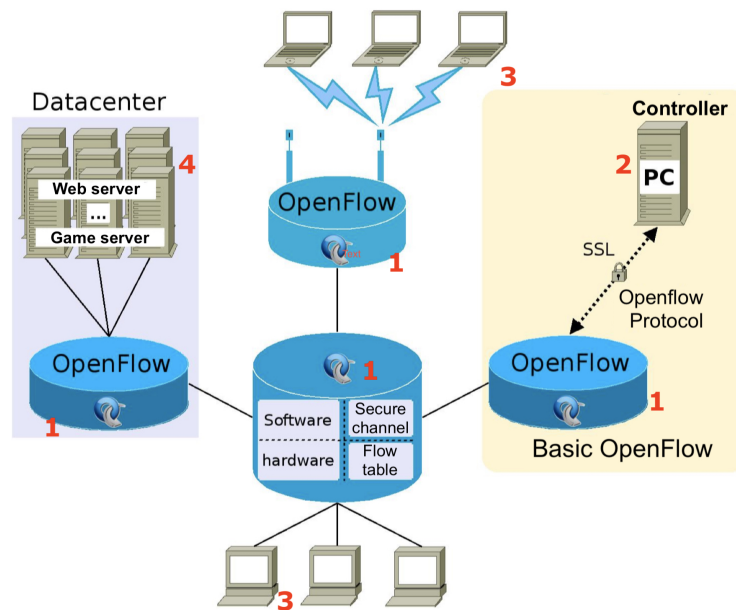 3
Datacenter
Controller
4
Web server
2
PC
...
Game server
OpenFlow
SSL
1
Openflow
Protocol
OpenFlow
OpenFlow
1
1
1
Software
Secure
channel
hardware
Flow
table
Basic OpenFlow
3